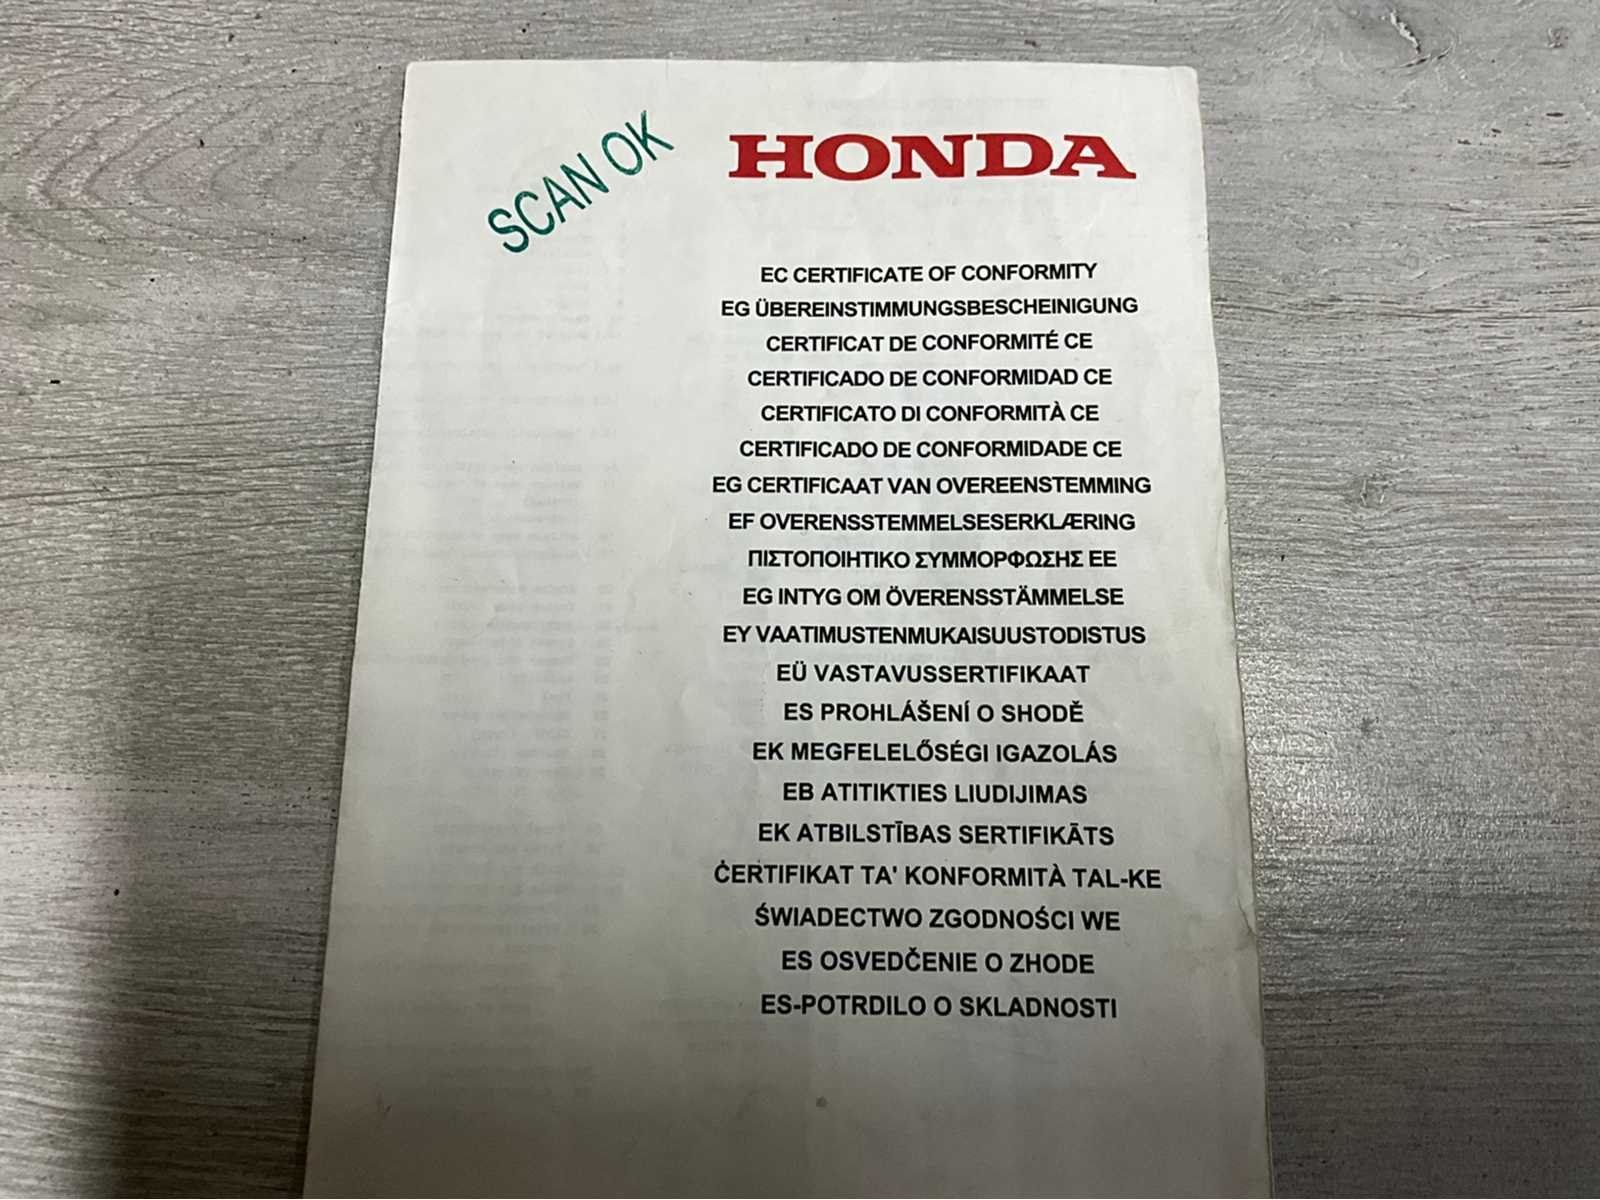 SCAN OK
HONDA
EC CERTIFICATE OF CONFORMITY
EG ÜBEREINSTIMMUNGSBESCHEINIGUNG
CERTIFICAT DE CONFORMITÉ CE
CERTIFICADO DE CONFORMIDAD CE
CERTIFICATO DI CONFORMITÀ CE
CERTIFICADO DE CONFORMIDADE CE
EG CERTIFICAAT VAN OVEREENSTEMMING
EF OVERENSSTEMMELSESERKLÆRING
ΠΙΣΤΟΠΟΙΗΤΙΚΟ ΣΥΜΜΟΡΦΩΣΗΣ ΕΕ
EG INTYG OM ÖVERENSSTÄMMELSE
EY VAATIMUSTENMUKAISUUSTODISTUS
EÜ VASTAVUSSERTIFIKAAT
ES PROHLÁŠENÍ O SHODĚ
EK MEGFELELŐSÉGI IGAZOLÁS
EB ATITIKTIES LIUDIJIMAS
EK ATBILSTĪBAS SERTIFIKĀTS
ĊERTIFIKAT TA' KONFORMITÀ TAL-KE
ŚWIADECTWO ZGODNOŚCI WE
ES OSVEDČENIE O ZHODE
ES-POTRDILO O SKLADNOSTI